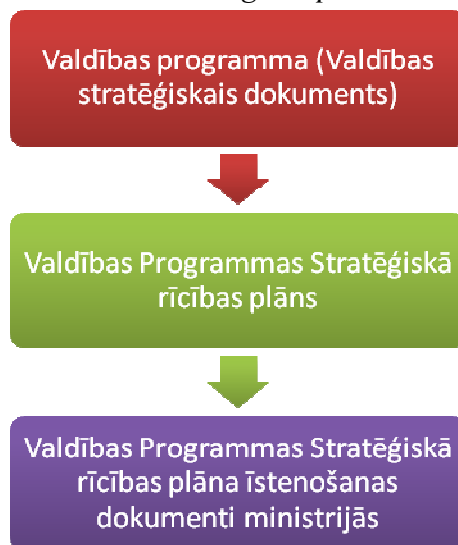 Valdības programma (Valdības
stratēģiskais dokuments)
Valdības Programmas Stratēģiskā
rīcības plāns
Valdības Programmas Stratēģiskā
rīcības plāna īstenošanas
dokumenti ministrijās